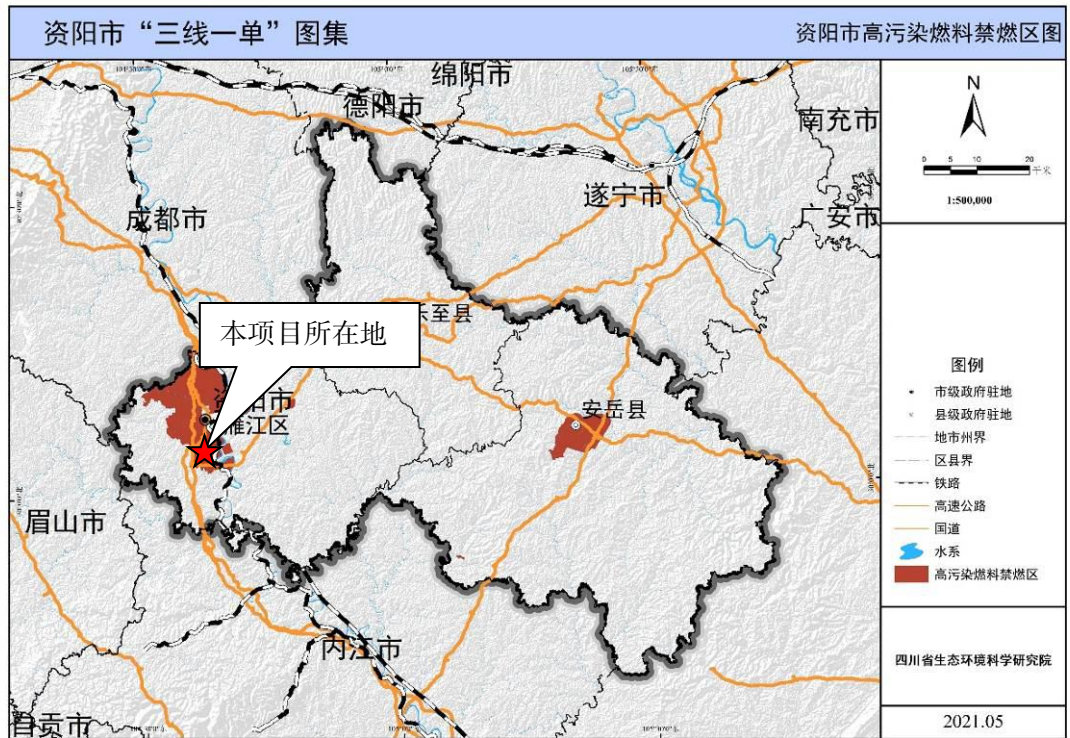 资阳市“三线一单”图集
资阳市高污染燃料禁燃区图
绵阳市
德阳市
南充市
遂宁市
广安市
成都市
乐至县
本项目所在地
资阳市
雁江区
安岳县
眉山市
内江市
自贡市
N
0 5 10 20
千米
1:500,000
图例
市级政府驻地
县级政府驻地
地市州界
区县界
铁路
高速公路
国道
水系
高污染燃料禁燃区
四川省生态环境科学研究院
2021.05